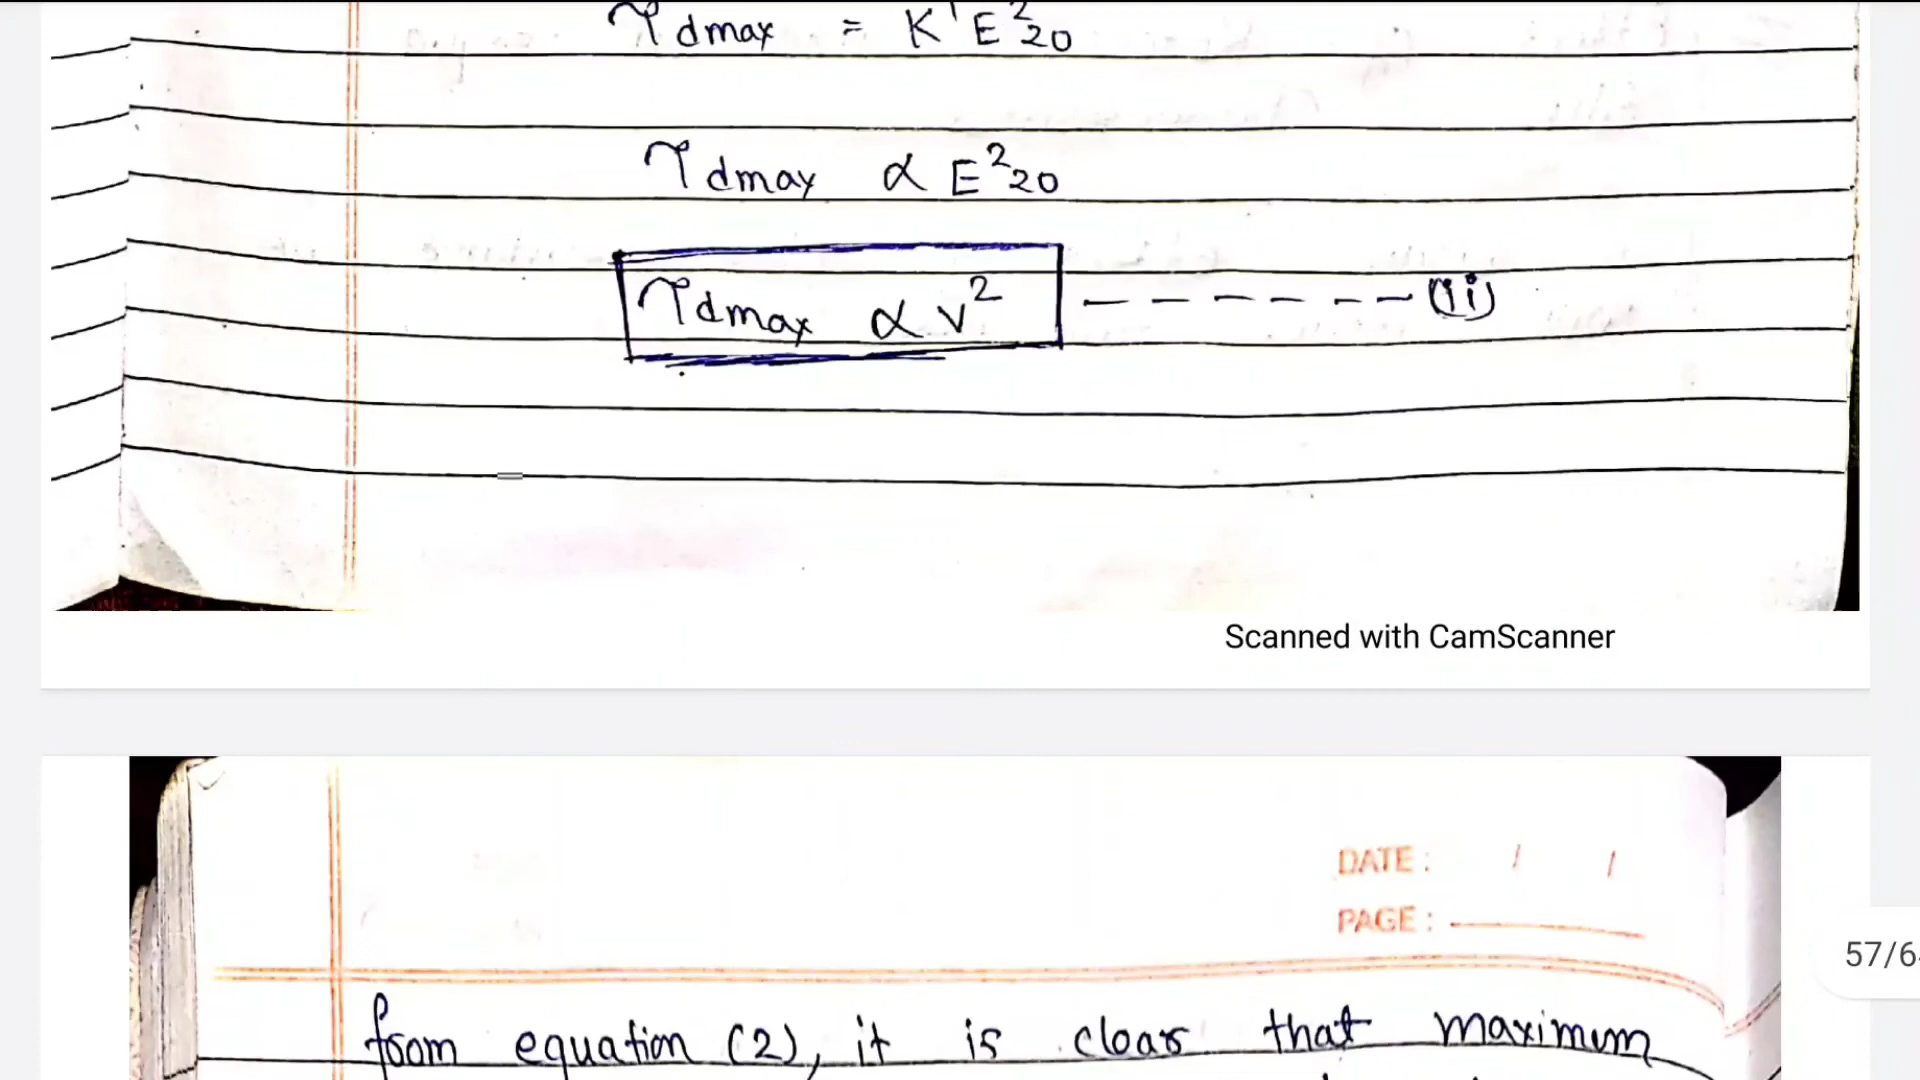 τdmax = K'E²20
τdmax ∝ E²20
τdmax ∝ V² ------(ii)
Scanned with CamScanner
DATE : / /
PAGE :
57/6
from equation (2), it is clear that maximum